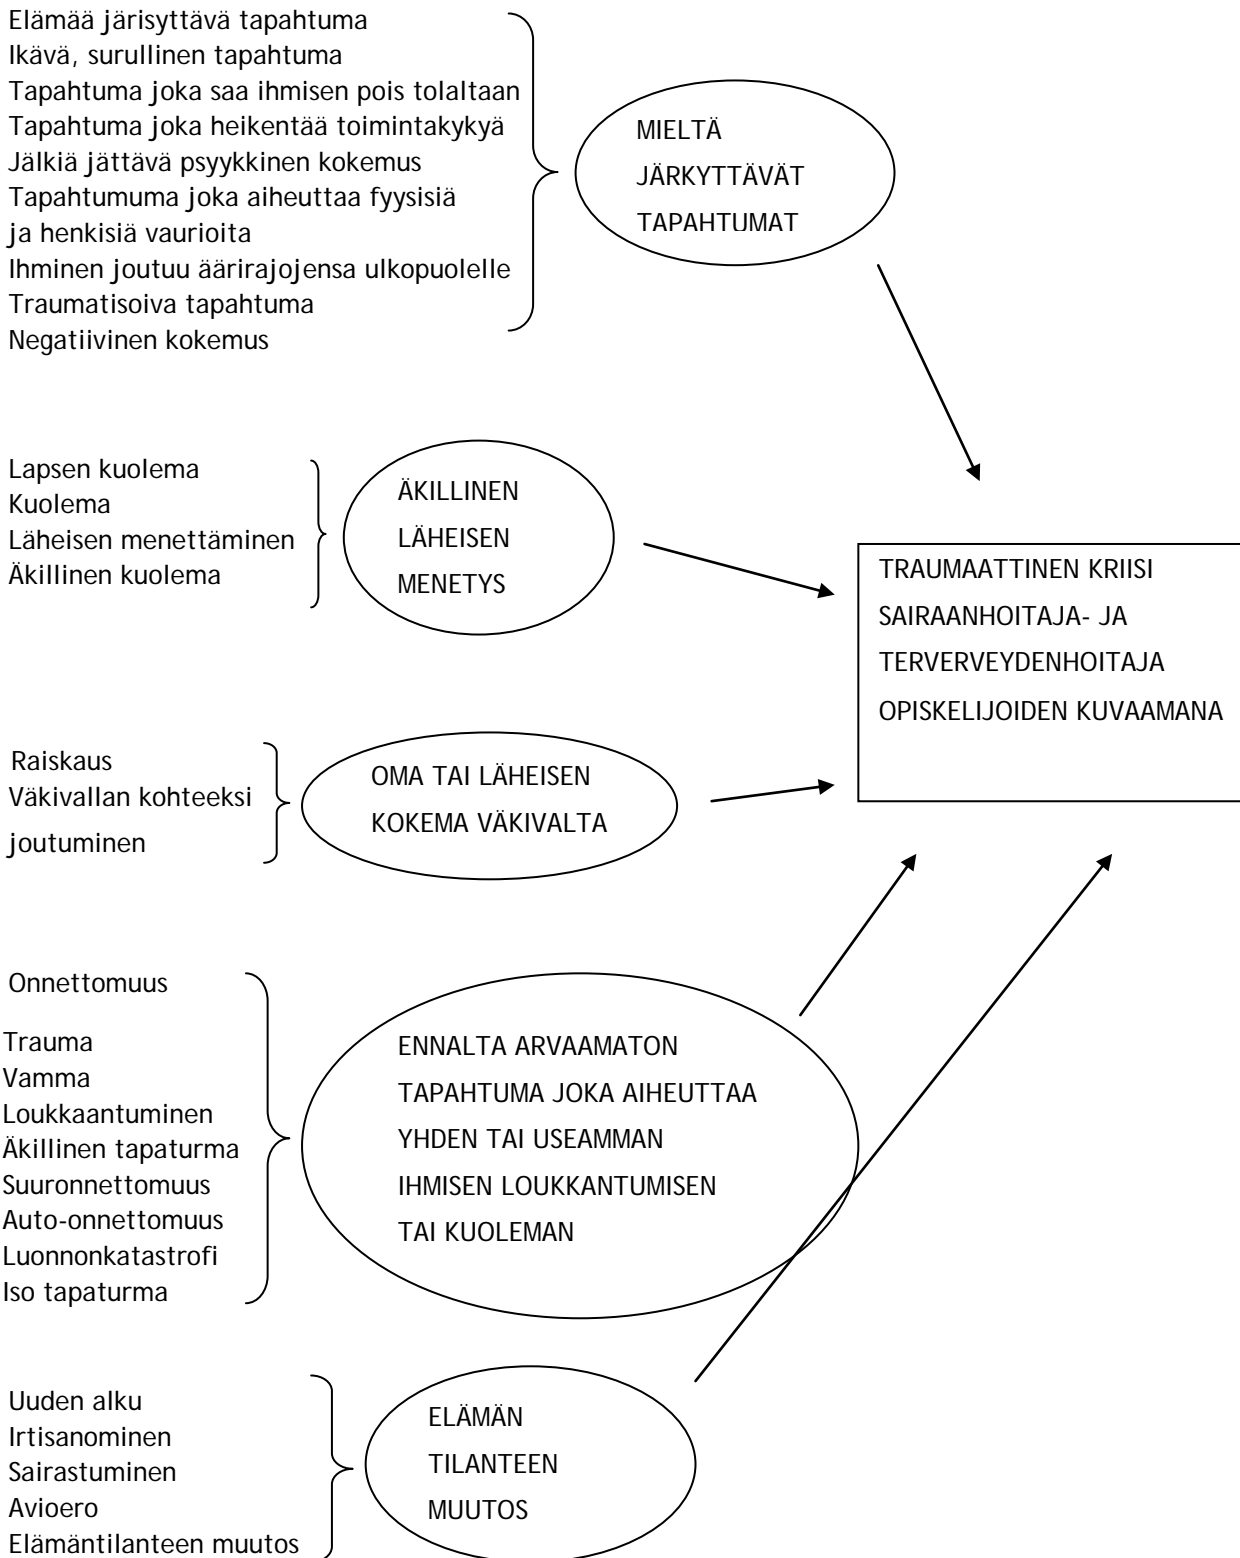 Elämää järisyttävä tapahtuma
Ikävä, surullinen tapahtuma
Tapahtuma joka saa ihmisen pois tolaltaan
Tapahtuma joka heikentää toimintakykyä
Jälkiä jättävä psyykkinen kokemus
Tapahtumuma joka aiheuttaa fyysisiä
ja henkisiä vaurioita
Ihminen joutuu äärirajojensa ulkopuolelle
Traumatisoiva tapahtuma
Negatiivinen kokemus
MIELTÄ
JÄRKYTTÄVÄT
TAPAHTUMAT
Lapsen kuolema
Kuolema
Läheisen menettäminen
Äkillinen kuolema
ÄKILLINEN
LÄHEISEN
MENETYS
TRAUMAATTINEN KRIISI
SAIRAANHOITAJA- JA
TERVERVEYDENHOITAJA
OPISKELIJOIDEN KUVAAMANA
Raiskaus
Väkivallan kohteeksi
joutuminen
OMA TAI LÄHEISEN
KOKEMA VÄKIVALTA
Onnettomuus
Trauma
Vamma
Loukkaantuminen
Äkillinen tapaturma
Suuronnettomuus
Auto-onnettomuus
Luonnonkatastrofi
Iso tapaturma
ENNALTA ARVAAMATON
TAPAHTUMA JOKA AIHEUTTAA
YHDEN TAI USEAMMAN
IHMISEN LOUKKANTUMISEN
TAI KUOLEMAN
Uuden alku
Irtisanominen
Sairastuminen
Avioero
Elämäntilanteen muutos
ELÄMÄN
TILANTEEN
MUUTOS